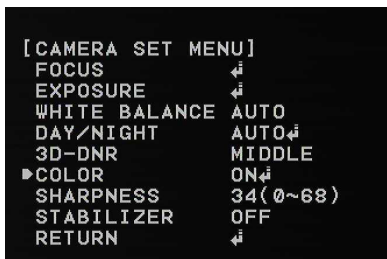 [CAMERA SET MENU]
FOCUS ↲
EXPOSURE ↲
WHITE BALANCE AUTO
DAY/NIGHT AUTO↲
3D-DNR MIDDLE
▶COLOR ON↲
SHARPNESS 34(0~68)
STABILIZER OFF
RETURN ↲